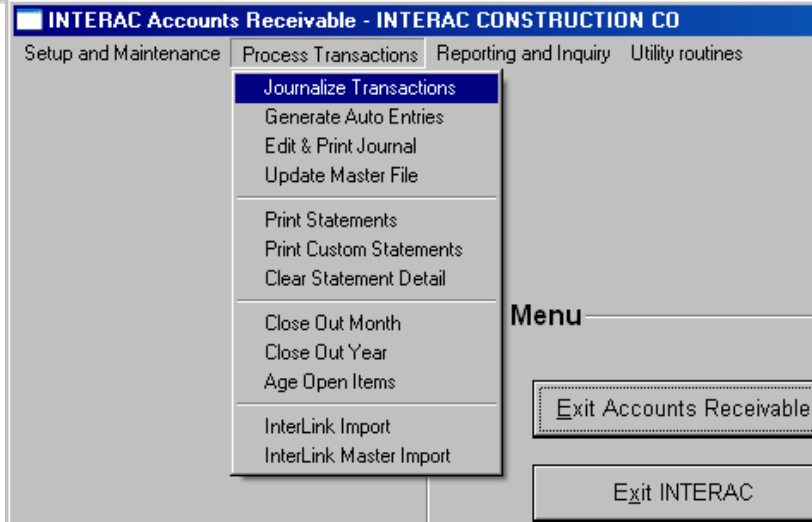 INTERAC Accounts Receivable - INTERAC CONSTRUCTION CO
Setup and Maintenance Process Transactions Reporting and Inquiry Utility routines
Journalize Transactions
Generate Auto Entries
Edit & Print Journal
Update Master File
Print Statements
Print Custom Statements
Clear Statement Detail
Close Out Month
Close Out Year
Age Open Items
InterLink Import
InterLink Master Import
Menu
Exit Accounts Receivable
Exit INTERAC